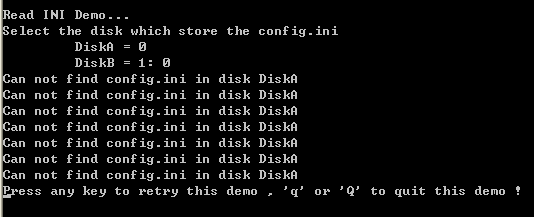 Read INI Demo...
Select the disk which store the config.ini
DiskA = 0
DiskB = 1: 0
Can not find config.ini in disk DiskA
Can not find config.ini in disk DiskA
Can not find config.ini in disk DiskA
Can not find config.ini in disk DiskA
Can not find config.ini in disk DiskA
Can not find config.ini in disk DiskA
Can not find config.ini in disk DiskA
Press any key to retry this demo , 'q' or 'Q' to quit this demo !